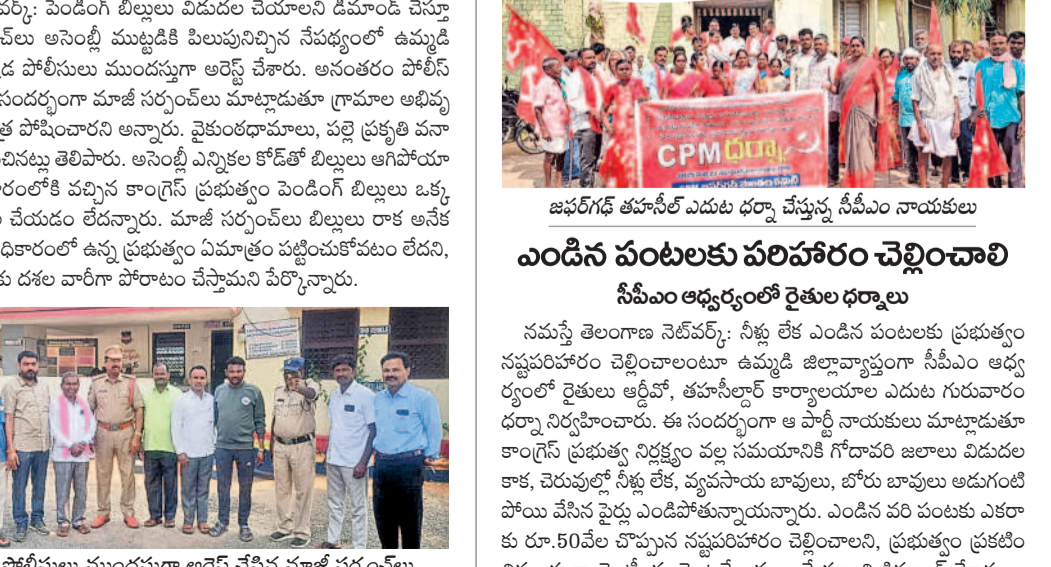 వర్క్: పెండింగ్ బిల్లులు విడుదల చేయాలని డిమాండ్ చేస్తూ
చ్‌లు అసెంబ్లీ ముట్టడికి పిలుపునిచ్చిన నేపథ్యంలో ఉమ్మడి
డ పోలీసులు ముందస్తుగా అరెస్ట్ చేశారు. అనంతరం పోలీస్
సందర్భంగా మాజీ సర్పంచ్‌లు మాట్లాడుతూ గ్రామాల అభివృ
త్ర పోషించారని అన్నారు. వైకుంఠధామాలు, పల్లె ప్రకృతి వనా
చినట్లు తెలిపారు. అసెంబ్లీ ఎన్నికల కోడ్‌తో బిల్లులు ఆగిపోయా
రంలోకి వచ్చిన కాంగ్రెస్ ప్రభుత్వం పెండింగ్ బిల్లులు ఒక్క
చేయడం లేదన్నారు. మాజీ సర్పంచ్‌లు బిల్లులు రాక అనేక
ధికారంలో ఉన్న ప్రభుత్వం ఏమాత్రం పట్టించుకోవటం లేదని,
కు దశల వారీగా పోరాటం చేస్తామని పేర్కొన్నారు.
పోలీసులు ముందస్తుగా అరెస్ట్ చేసిన మాజీ సర్పంచ్‌లు
CPM ధర్నా
జఫర్‌గఢ్ తహసీల్ ఎదుట ధర్నా చేస్తున్న సీపీఎం నాయకులు
ఎండిన పంటలకు పరిహారం చెల్లించాలి
సీపీఎం ఆధ్వర్యంలో రైతుల ధర్నాలు
నమస్తే తెలంగాణ నెట్‌వర్క్: నీళ్లు లేక ఎండిన పంటలకు ప్రభుత్వం
నష్టపరిహారం చెల్లించాలంటూ ఉమ్మడి జిల్లావ్యాప్తంగా సీపీఎం ఆధ్వ
ర్యంలో రైతులు ఆర్డీవో, తహసీల్దార్ కార్యాలయాల ఎదుట గురువారం
ధర్నా నిర్వహించారు. ఈ సందర్భంగా ఆ పార్టీ నాయకులు మాట్లాడుతూ
కాంగ్రెస్ ప్రభుత్వ నిర్లక్ష్యం వల్ల సమయానికి గోదావరి జలాలు విడుదల
కాక, చెరువుల్లో నీళ్లు లేక, వ్యవసాయ బావులు, బోరు బావులు అడుగంటి
పోయి వేసిన పైర్లు ఎండిపోతున్నాయన్నారు. ఎండిన వరి పంటకు ఎకరా
కు రూ.50వేల చొప్పున నష్టపరిహారం చెల్లించాలని, ప్రభుత్వం ప్రకటిం